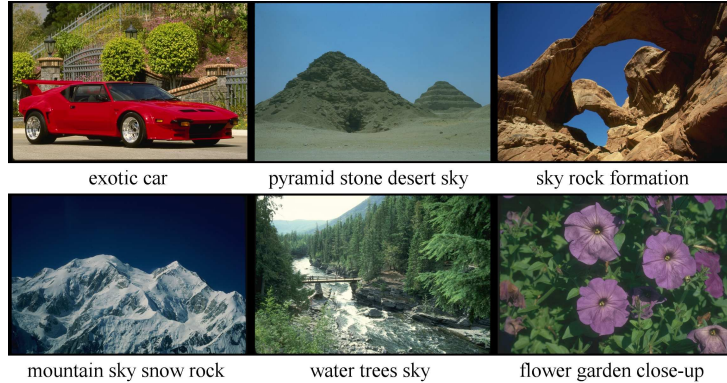 exotic car
pyramid stone desert sky
sky rock formation
mountain sky snow rock
water trees sky
flower garden close-up